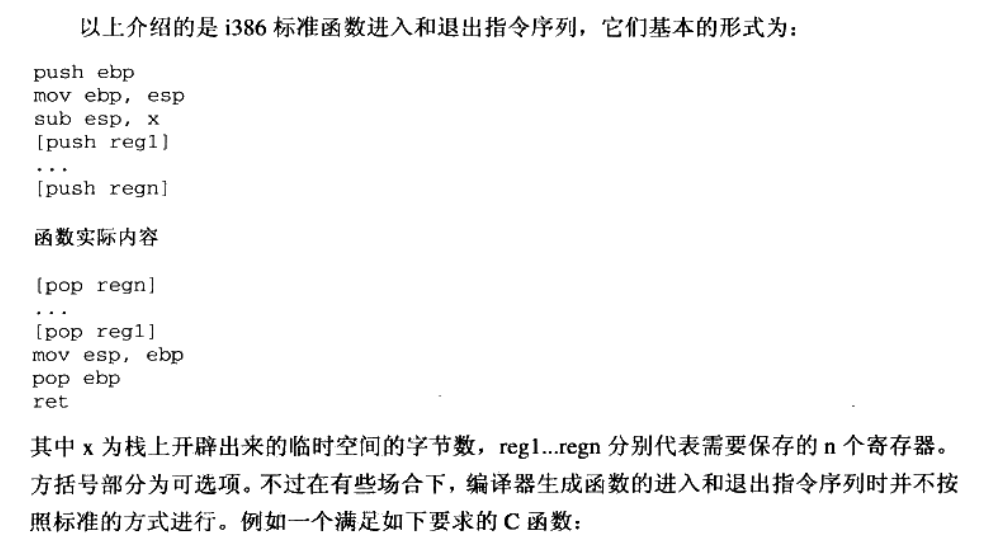 以上介绍的是 i386 标准函数进入和退出指令序列，它们基本的形式为：
push ebp
mov ebp, esp
sub esp, x
[push reg1]
...
[push regn]
函数实际内容
[pop regn]
...
[pop reg1]
mov esp, ebp
pop ebp
ret
其中 x 为栈上开辟出来的临时空间的字节数，reg1...regn 分别代表需要保存的 n 个寄存器。
方括号部分为可选项。不过在有些场合下，编译器生成函数的进入和退出指令序列时并不按
照标准的方式进行。例如一个满足如下要求的 C 函数：